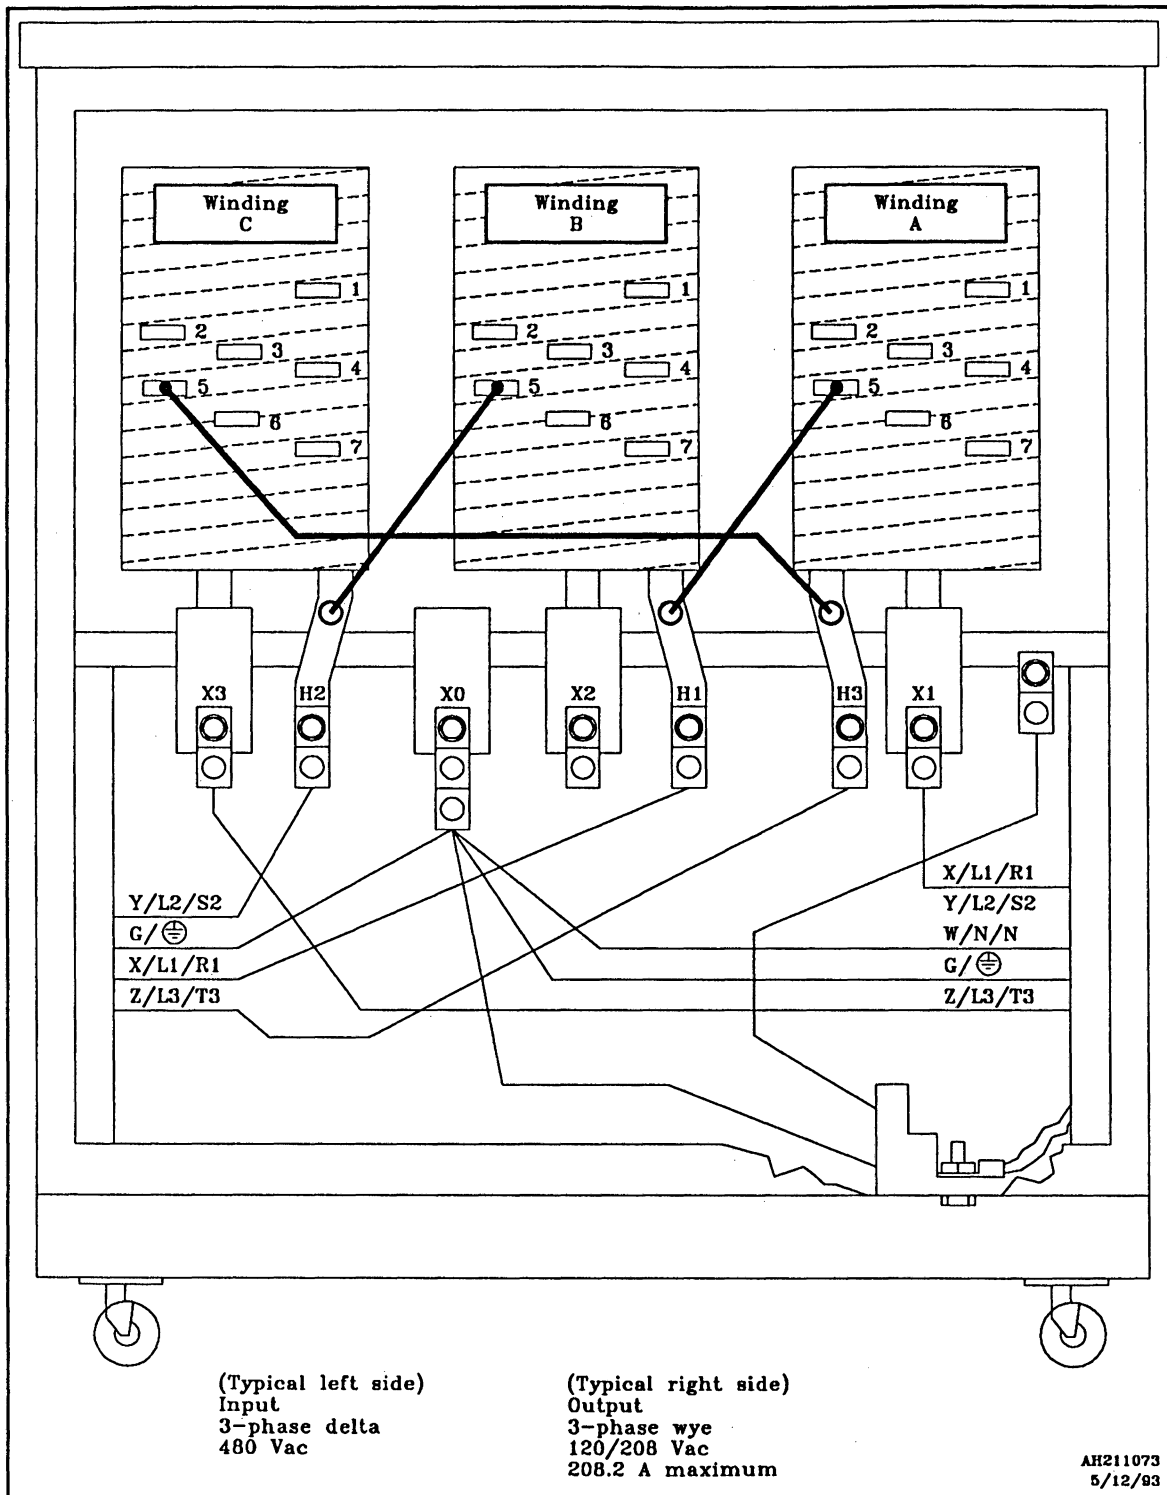 Winding
C
Winding
B
Winding
A
1
2
3
4
5
6
7
1
2
3
4
5
6
7
1
2
3
4
5
6
7
X3
H2
X0
X2
H1
H3
X1
Y/L2/S2
G/⏚
X/L1/R1
Z/L3/T3
X/L1/R1
Y/L2/S2
W/N/N
G/⏚
Z/L3/T3
(Typical left side)
Input
3-phase delta
480 Vac
(Typical right side)
Output
3-phase wye
120/208 Vac
208.2 A maximum
AH211073
5/12/93